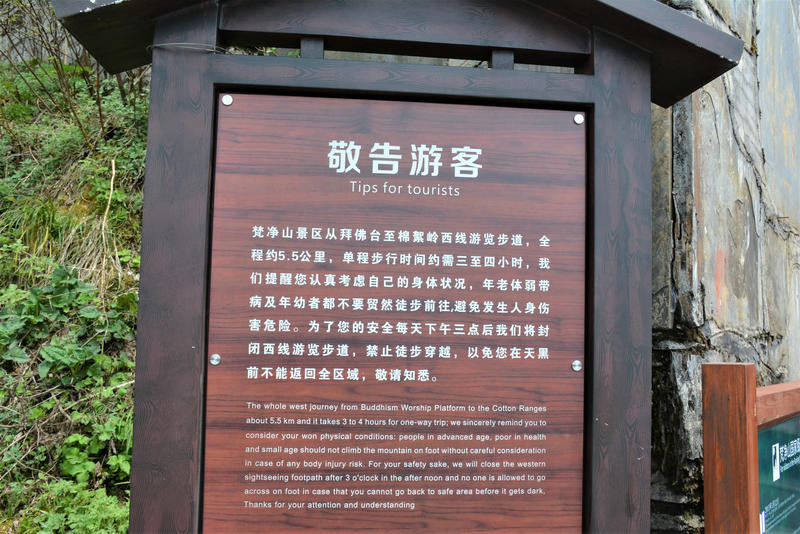 敬告游客
Tips for tourists
梵净山景区从拜佛台至棉絮岭西线游览步道，全
程约5.5公里，单程步行时间约需三至四小时，我
们提醒您认真考虑自己的身体状况，年老体弱带
病及年幼者都不要贸然徒步前往,避免发生人身伤
害危险。为了您的安全每天下午三点后我们将封
闭西线游览步道，禁止徒步穿越，以免您在天黑
前不能返回全区域，敬请知悉。
The whole west journey from Buddhism Worship Platform to the Cotton Ranges
about 5.5 km and it takes 3 to 4 hours for one-way trip; we sincerely remind you to
consider your won physical conditions: people in advanced age, poor in health
and small age should not climb the mountain on foot without careful consideration
in case of any body injury risk. For your safety sake, we will close the western
sightseeing footpath after 3 o'clock in the after noon and no one is allowed to go
across on foot in case that you cannot go back to safe area before it gets dark.
Thanks for your attention and understanding